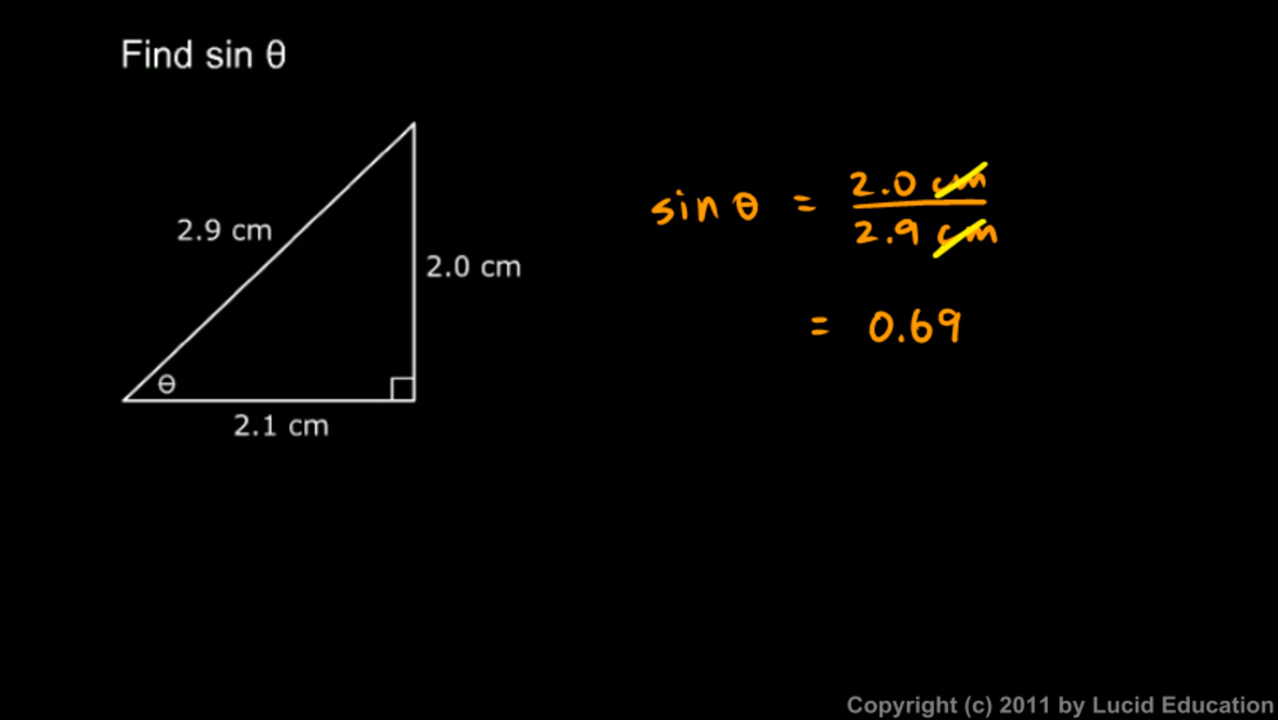 Find sin θ
2.9 cm
2.0 cm
θ
2.1 cm
sin θ = 2.0 cm
2.9 cm
= 0.69
Copyright (c) 2011 by Lucid Education